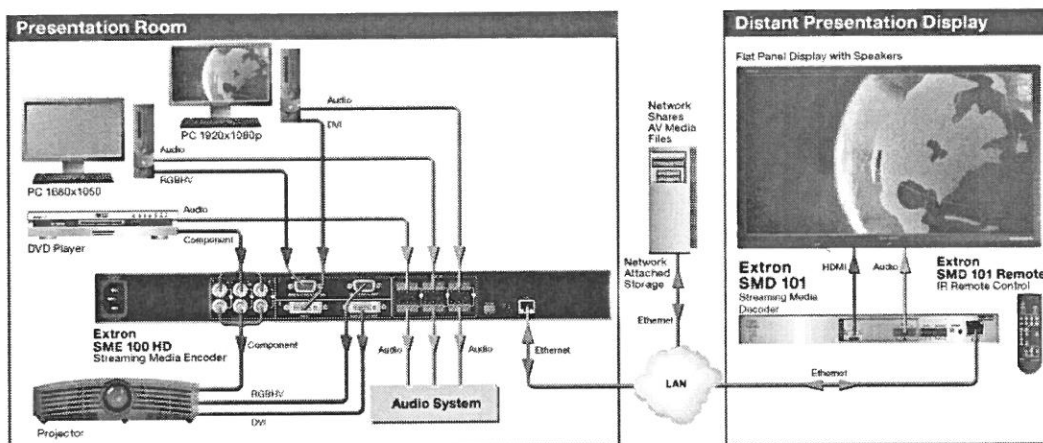 Presentation Room
Distant Presentation Display
Flat Panel Display with Speakers
Audio
DVI
PC 1920x1080p
Audio
RGBHV
PC 1680x1050
Audio
DVD Player
Component
Network
Shares
AV Media
Files
Network
Attached
Storage
Ethernet
Extron
SME 100 HD
Streaming Media Encoder
Component
Audio
Audio
Ethernet
RGBHV
DVI
Projector
Audio System
LAN
Ethernet
HDMI
Audio
Extron
SMD 101
Streaming Media
Decoder
Extron
SMD 101 Remote
IR Remote Control